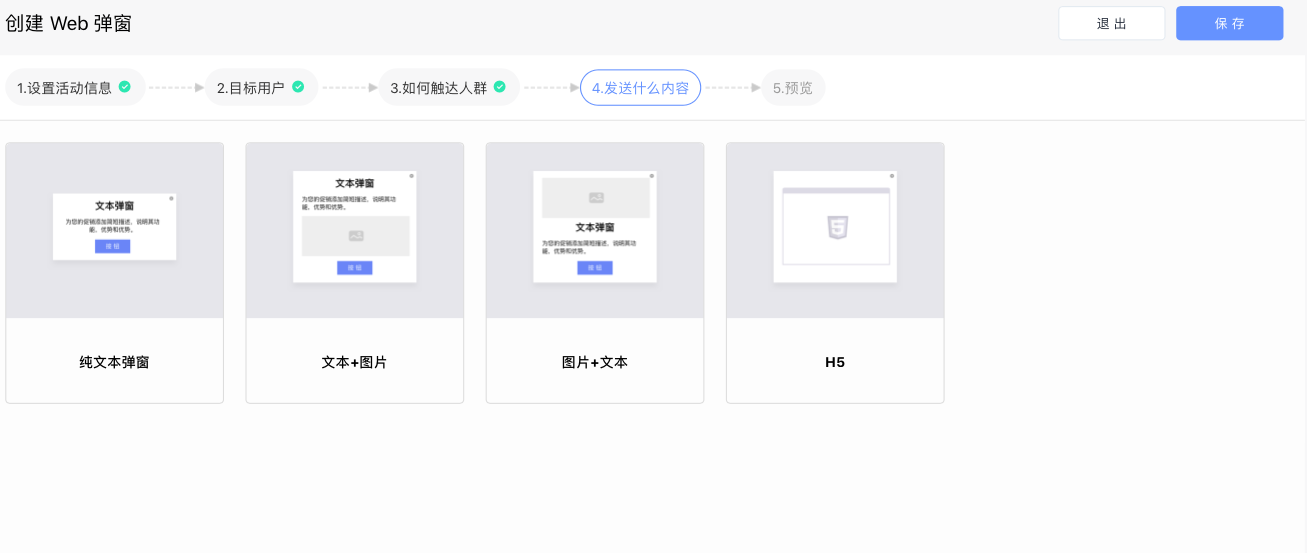 创建 Web 弹窗
退 出
保 存
1.设置活动信息
2.目标用户
3.如何触达人群
4.发送什么内容
5.预览
文本弹窗
为您的促销添加简短描述，说明其功
能，优势和优势。
按 钮
纯文本弹窗
文本弹窗
为您的促销添加简短描述，说明其功
能，优势和优势。
按 钮
文本+图片
文本弹窗
为您的促销添加简短描述，说明其功
能，优势和优势。
按 钮
图片+文本
H5